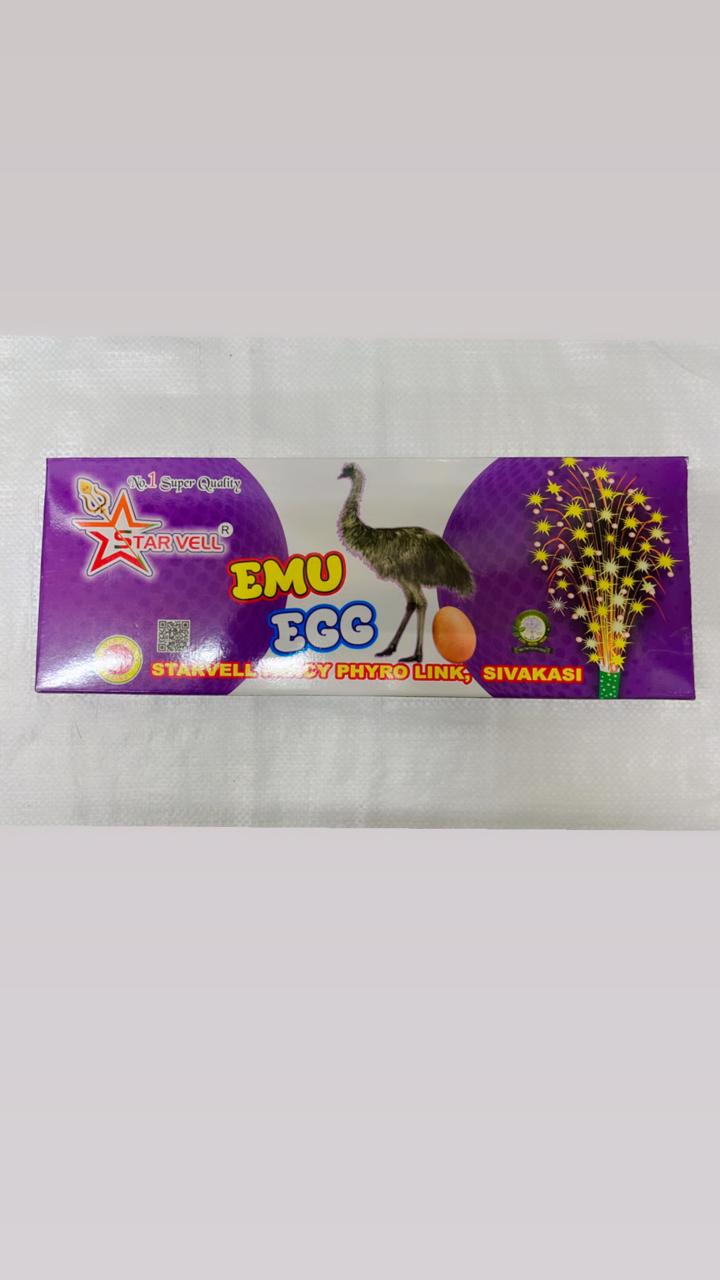 No.1 Super Quality
STAR VELL R
EMU
EGG
STARVELL PHYRO LINK, SIVAKASI